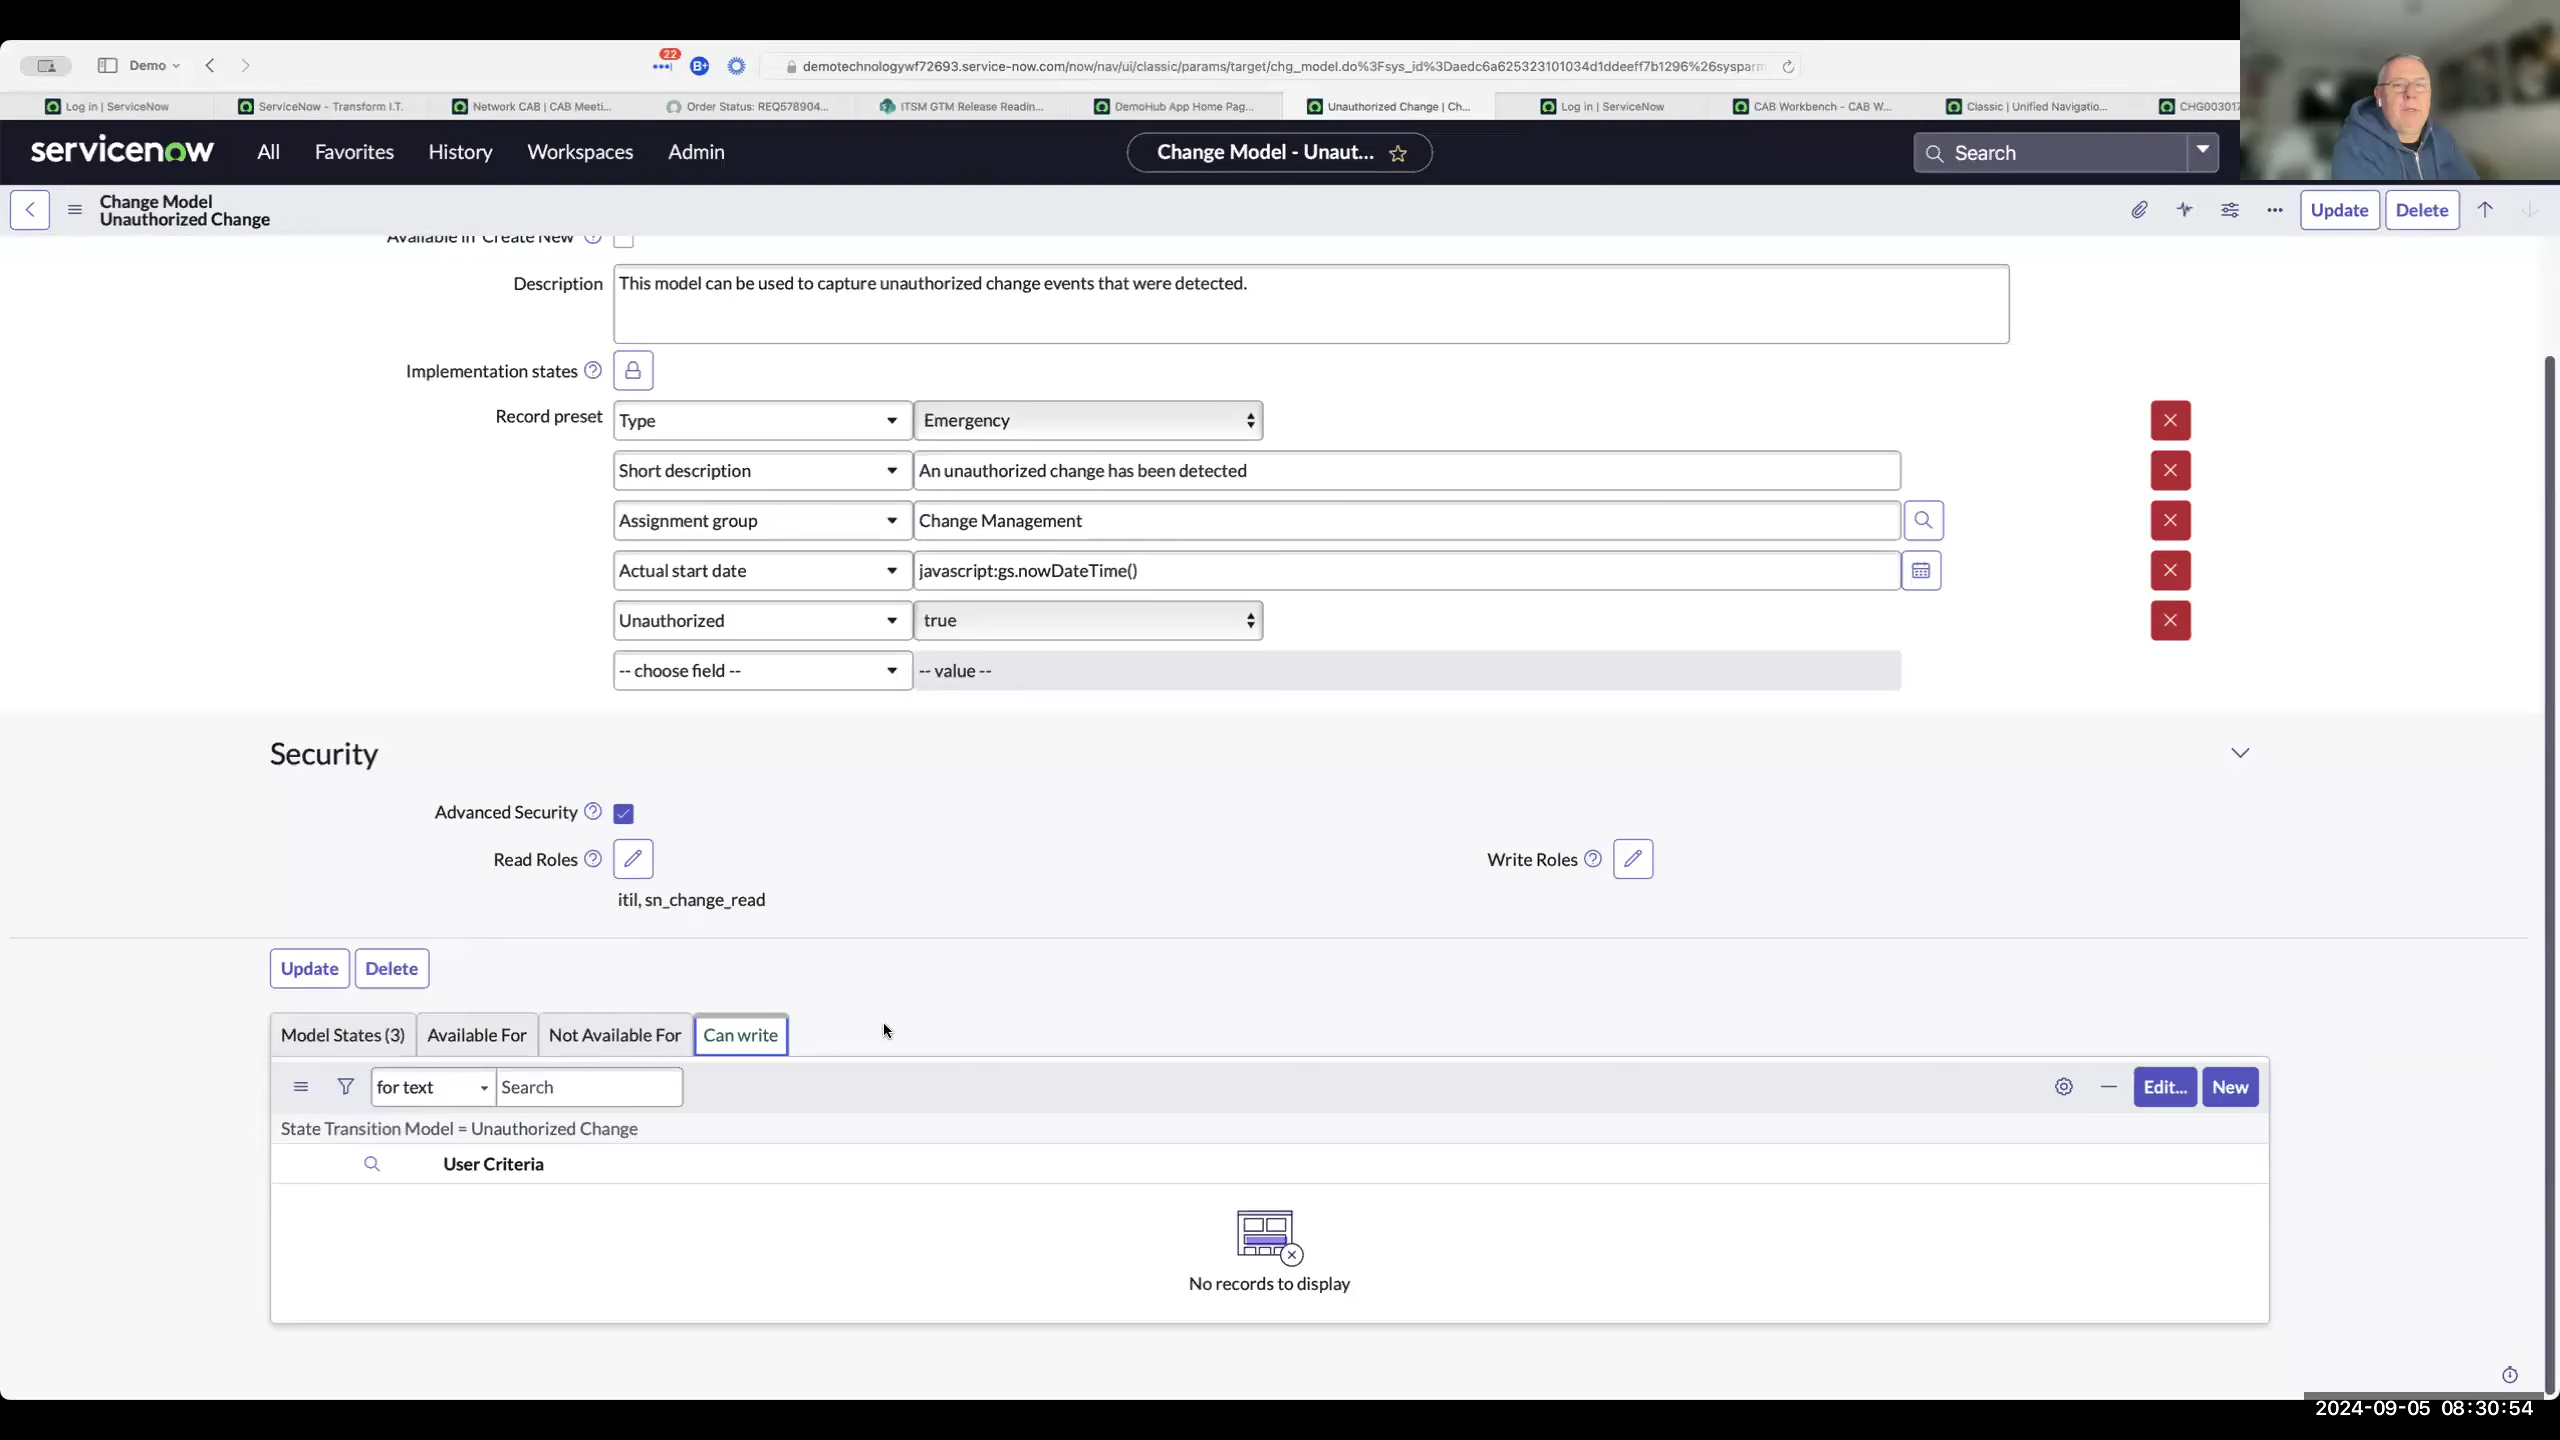 22
Demo
B+
demotechnologywf72693.service-now.com/now/nav/ui/classic/params/target/chg_model.do%3Fsys_id%3Daedc6a625323101034d1ddeeff7b1296%26sysparm
Log in | ServiceNow
ServiceNow - Transform I.T.
Network CAB | CAB Meeti...
Order Status: REQ578904...
ITSM GTM Release Readin...
DemoHub App Home Pag...
Unauthorized Change | Ch...
Log in | ServiceNow
CAB Workbench - CAB W...
Classic | Unified Navigatio...
CHG003017
servicenow
All
Favorites
History
Workspaces
Admin
Change Model - Unaut...
Search
Change Model
Unauthorized Change
Update
Delete
Available in 'Create New'
Description
This model can be used to capture unauthorized change events that were detected.
Implementation states
Record preset
Type
Emergency
Short description
An unauthorized change has been detected
Assignment group
Change Management
Actual start date
javascript:gs.nowDateTime()
Unauthorized
true
-- choose field --
-- value --
Security
Advanced Security
Read Roles
Write Roles
itil, sn_change_read
Update
Delete
Model States (3)
Available For
Not Available For
Can write
for text
Search
Edit...
New
State Transition Model = Unauthorized Change
User Criteria
No records to display
2024-09-05 08:30:54